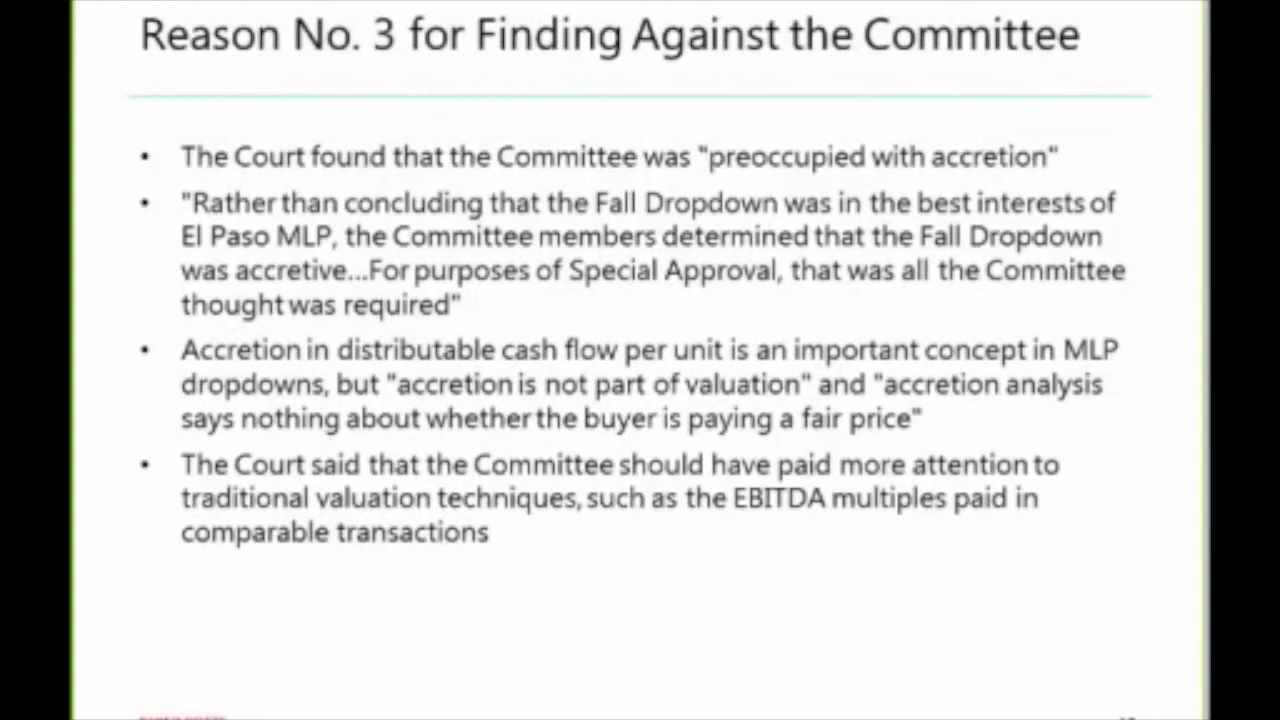 Reason No. 3 for Finding Against the Committee
• The Court found that the Committee was "preoccupied with accretion"
• "Rather than concluding that the Fall Dropdown was in the best interests of
El Paso MLP, the Committee members determined that the Fall Dropdown
was accretive...For purposes of Special Approval, that was all the Committee
thought was required"
• Accretion in distributable cash flow per unit is an important concept in MLP
dropdowns, but "accretion is not part of valuation" and "accretion analysis
says nothing about whether the buyer is paying a fair price"
• The Court said that the Committee should have paid more attention to
traditional valuation techniques, such as the EBITDA multiples paid in
comparable transactions